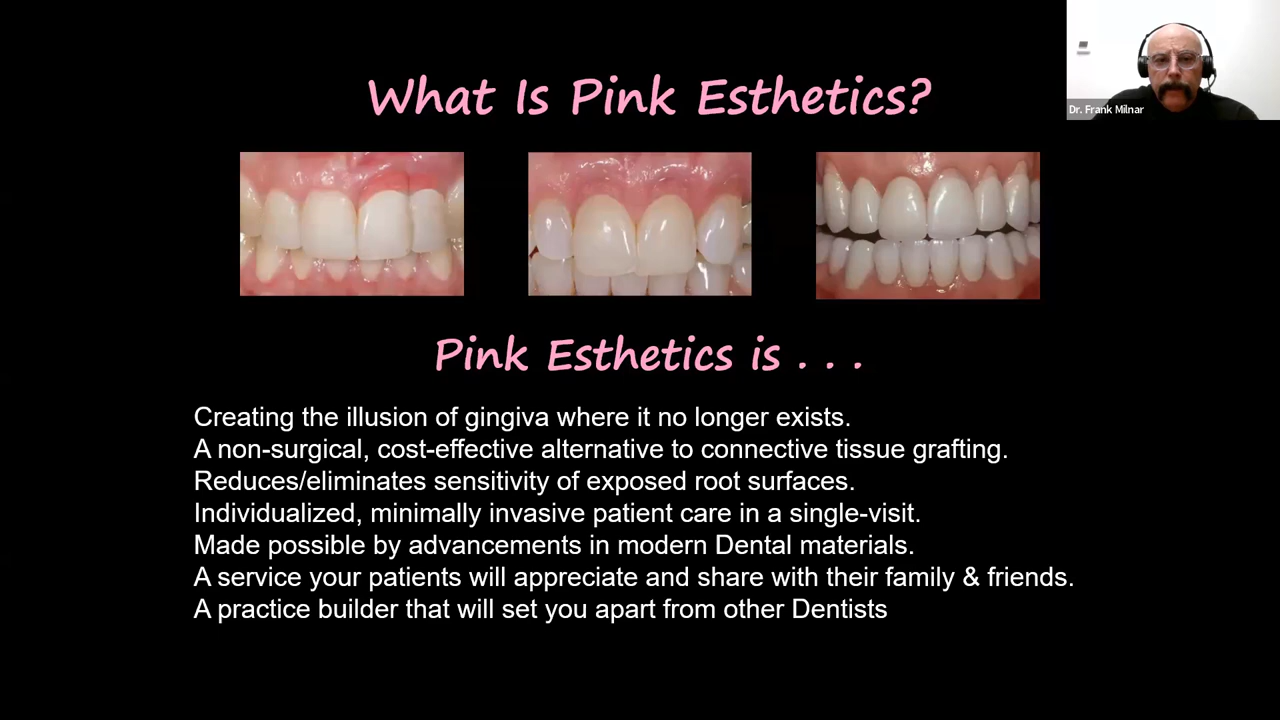 What Is Pink Esthetics?
Dr. Frank Milnar
Pink Esthetics is . . .
Creating the illusion of gingiva where it no longer exists.
A non-surgical, cost-effective alternative to connective tissue grafting.
Reduces/eliminates sensitivity of exposed root surfaces.
Individualized, minimally invasive patient care in a single-visit.
Made possible by advancements in modern Dental materials.
A service your patients will appreciate and share with their family & friends.
A practice builder that will set you apart from other Dentists